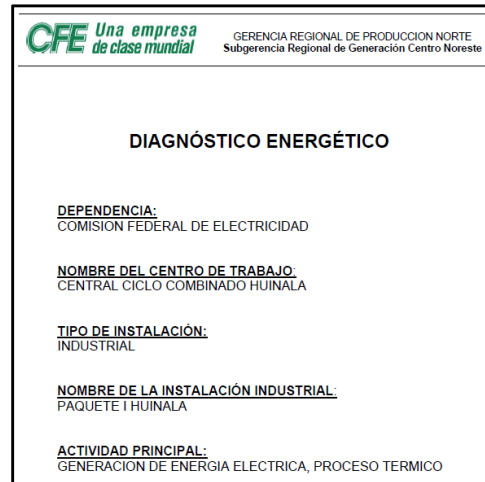 CFE Una empresa
de clase mundial
GERENCIA REGIONAL DE PRODUCCION NORTE
Subgerencia Regional de Generación Centro Noreste
DIAGNÓSTICO ENERGÉTICO
DEPENDENCIA:
COMISION FEDERAL DE ELECTRICIDAD
NOMBRE DEL CENTRO DE TRABAJO:
CENTRAL CICLO COMBINADO HUINALA
TIPO DE INSTALACIÓN:
INDUSTRIAL
NOMBRE DE LA INSTALACIÓN INDUSTRIAL:
PAQUETE I HUINALA
ACTIVIDAD PRINCIPAL:
GENERACION DE ENERGIA ELECTRICA, PROCESO TERMICO